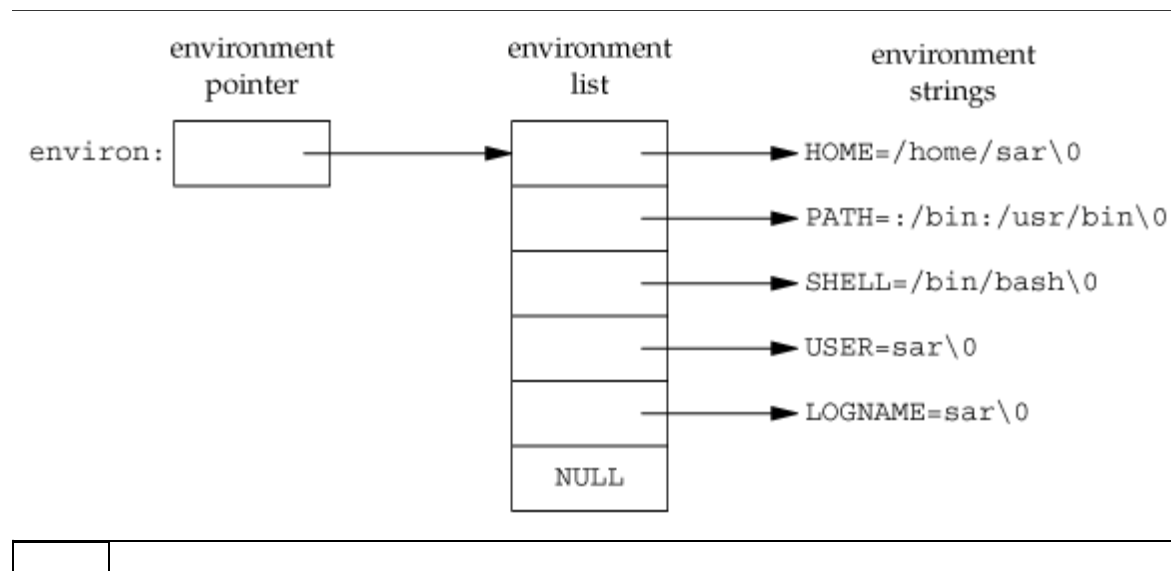 environment
pointer
environment
list
environment
strings
environ:
HOME=/home/sar\0
PATH=:/bin:/usr/bin\0
SHELL=/bin/bash\0
USER=sar\0
LOGNAME=sar\0
NULL